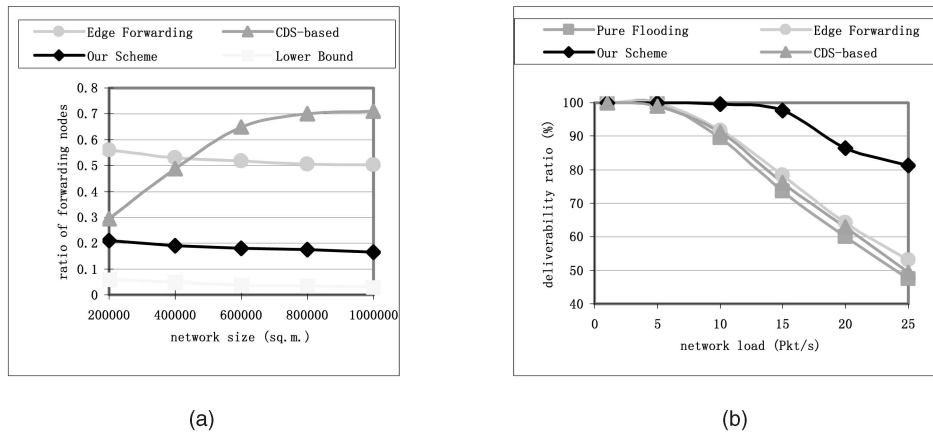 Edge Forwarding CDS-based
Our Scheme Lower Bound
ratio of forwarding nodes
0.8
0.7
0.6
0.5
0.4
0.3
0.2
0.1
0
200000 400000 600000 800000 1000000
network size (sq.m.)
(a)
Pure Flooding Edge Forwarding
Our Scheme CDS-based
deliverability ratio (%)
100
90
80
70
60
50
40
0 5 10 15 20 25
network load (Pkt/s)
(b)